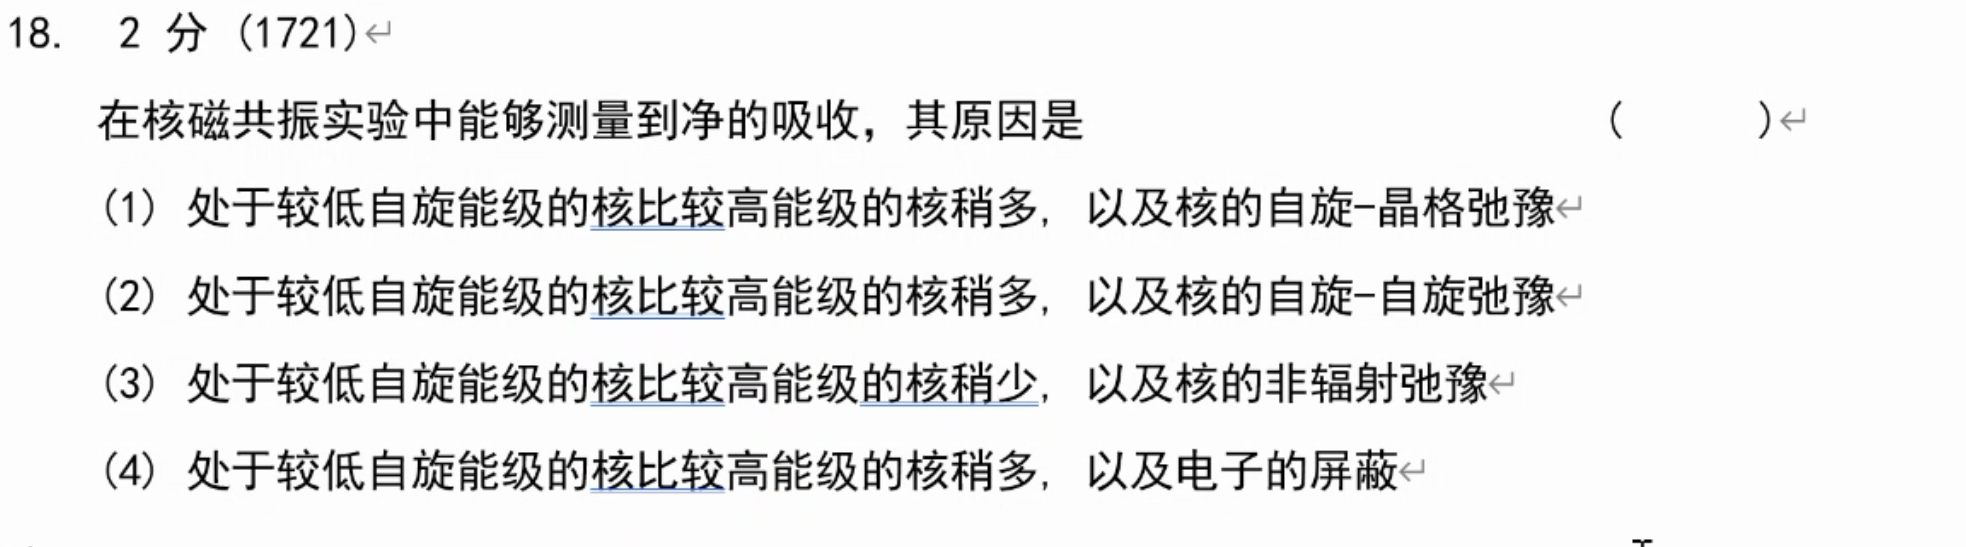 18. 2 分 (1721)
在核磁共振实验中能够测量到净的吸收，其原因是 ( )
(1) 处于较低自旋能级的核比较高能级的核稍多, 以及核的自旋-晶格弛豫
(2) 处于较低自旋能级的核比较高能级的核稍多, 以及核的自旋-自旋弛豫
(3) 处于较低自旋能级的核比较高能级的核稍少, 以及核的非辐射弛豫
(4) 处于较低自旋能级的核比较高能级的核稍多, 以及电子的屏蔽